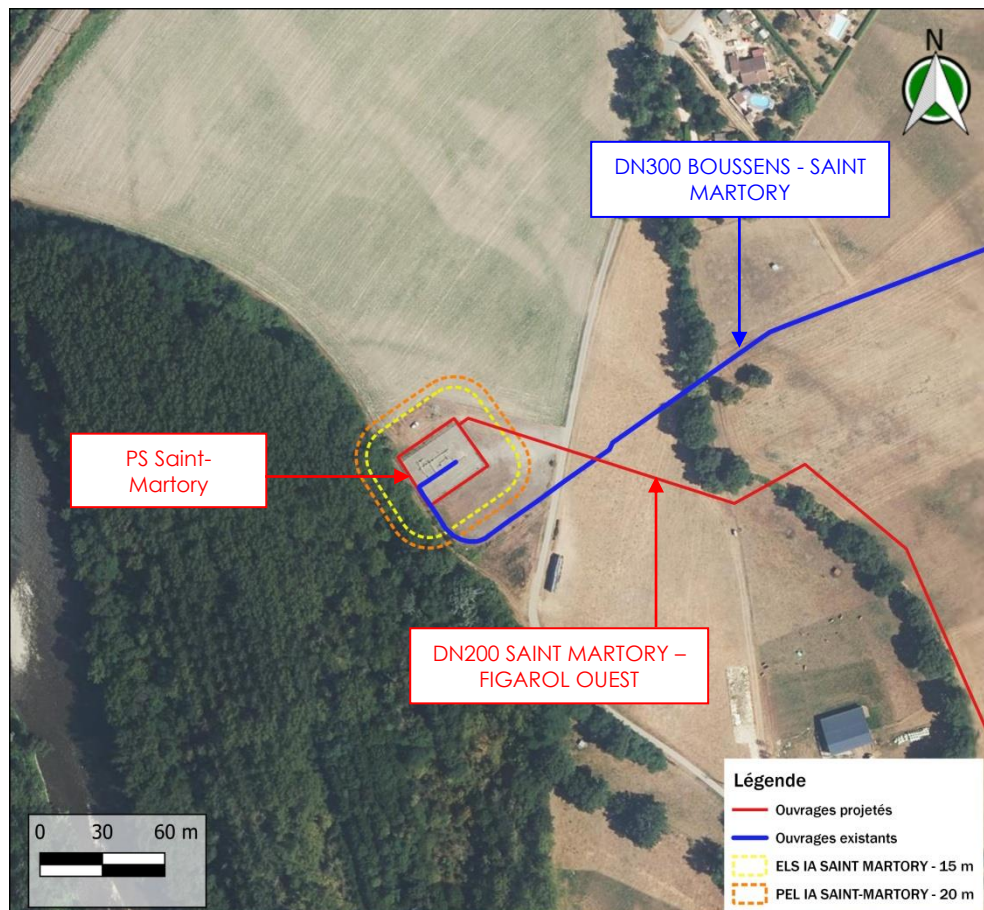 N
DN300 BOUSSENS - SAINT
MARTORY
PS Saint-
Martory
DN200 SAINT MARTORY –
FIGAROL OUEST
Légende
Ouvrages projetés
Ouvrages existants
ELS IA SAINT MARTORY - 15 m
PEL IA SAINT-MARTORY - 20 m
0 30 60 m